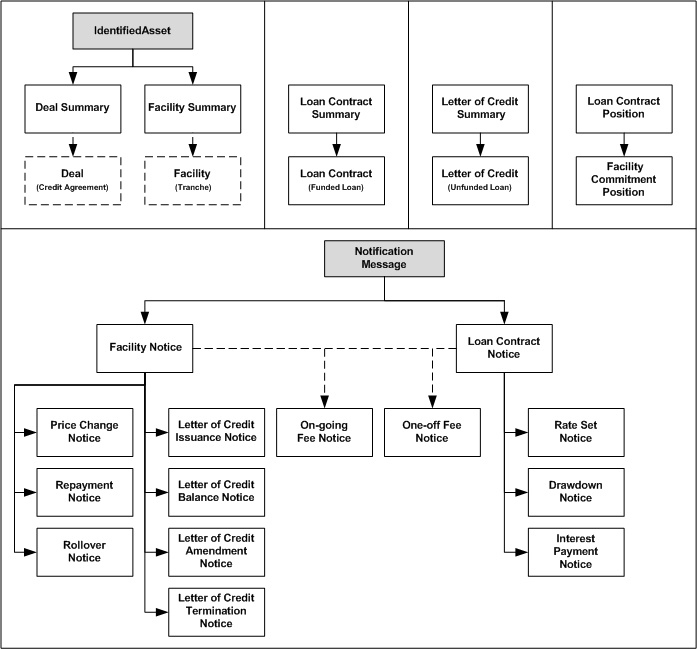 IdentifiedAsset
Deal Summary
Facility Summary
Deal
(Credit Agreement)
Facility
(Tranche)
Loan Contract
Summary
Loan Contract
(Funded Loan)
Letter of Credit
Summary
Letter of Credit
(Unfunded Loan)
Loan Contract
Position
Facility
Commitment
Position
Notification
Message
Facility Notice
Loan Contract
Notice
Price Change
Notice
Repayment
Notice
Rollover
Notice
Letter of Credit
Issuance Notice
Letter of Credit
Balance Notice
Letter of Credit
Amendment
Notice
Letter of Credit
Termination
Notice
On-going
Fee Notice
One-off Fee
Notice
Rate Set
Notice
Drawdown
Notice
Interest
Payment
Notice